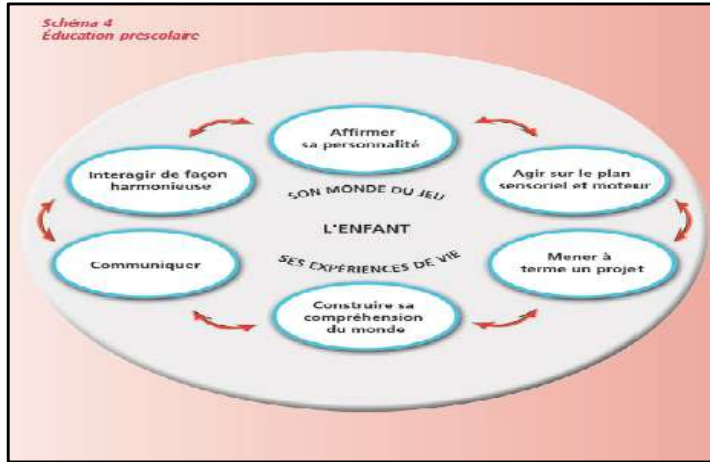 Schéma 4
Éducation préscolaire
Affirmer
sa personnalité
Interagir de façon
harmonieuse
Agir sur le plan
sensoriel et moteur
SON MONDE DU JEU
L'ENFANT
SES EXPÉRIENCES DE VIE
Communiquer
Mener à
terme un projet
Construire sa
compréhension
du monde